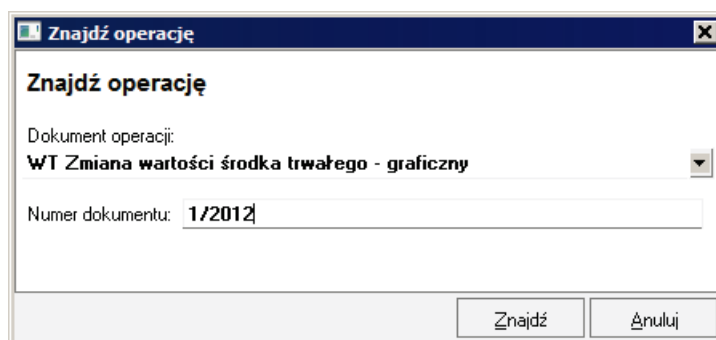 Znajdź operację
Znajdź operację
Dokument operacji:
WT Zmiana wartości środka trwałego - graficzny
Numer dokumentu: 1/2012
Znajdź Anuluj